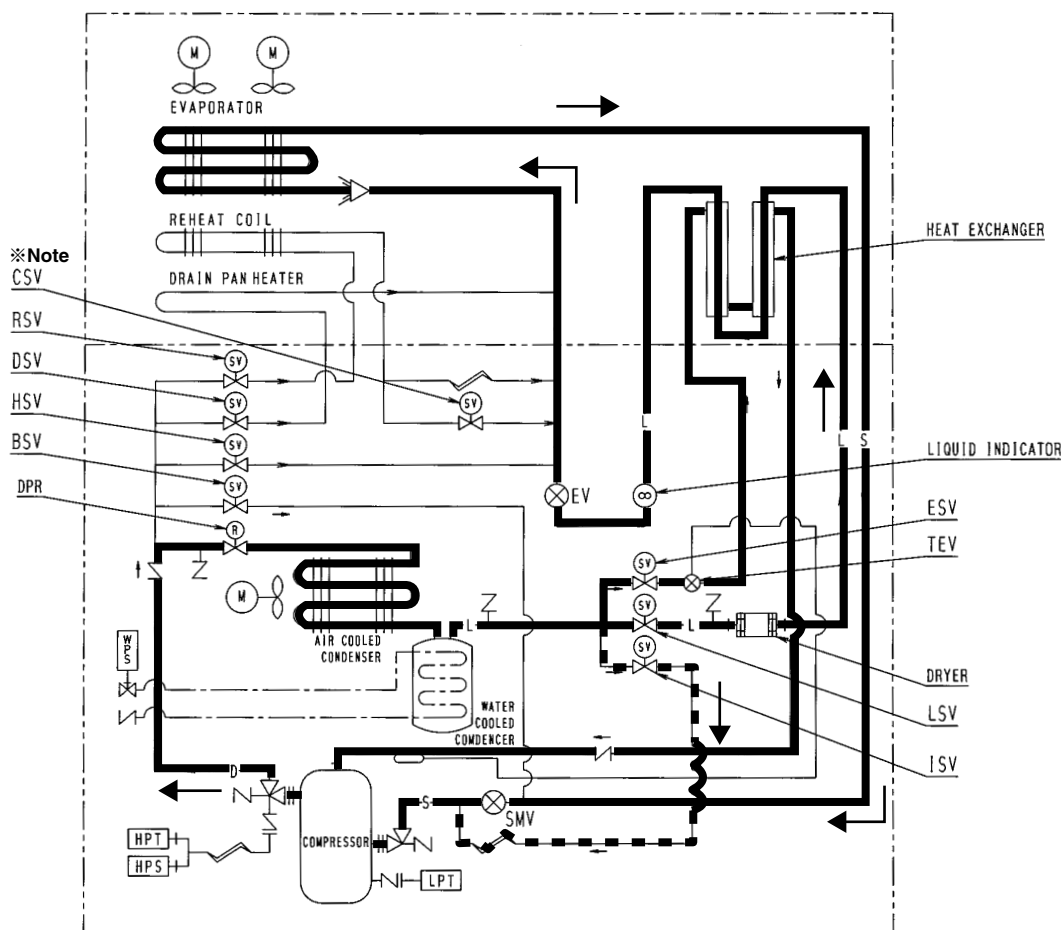 M
M
EVAPORATOR
REHEAT COIL
HEAT EXCHANGER
※Note
CSV
DRAIN PAN HEATER
RSV
SV
DSV
SV
SV
HSV
SV
L
L
S
BSV
SV
LIQUID INDICATOR
DPR
EV
R
ESV
SV
TEV
M
SV
L
L
AIR COOLED
CONDENSER
WPS
SV
DRYER
WATER
COOLED
COMDENCER
LSV
ISV
D
S
SMV
HPT
COMPRESSOR
HPS
LPT